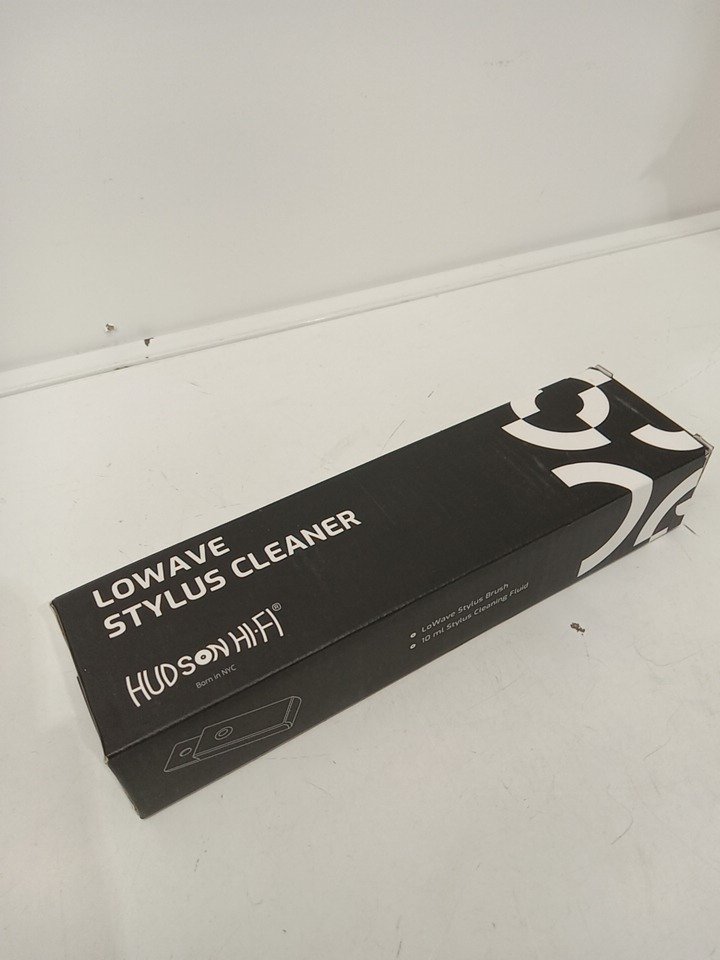 LOWAVE
STYLUS CLEANER
HUDSON HI-FI®
Born in NYC
LoWave Stylus Brush
10 ml Stylus Cleaning Fluid